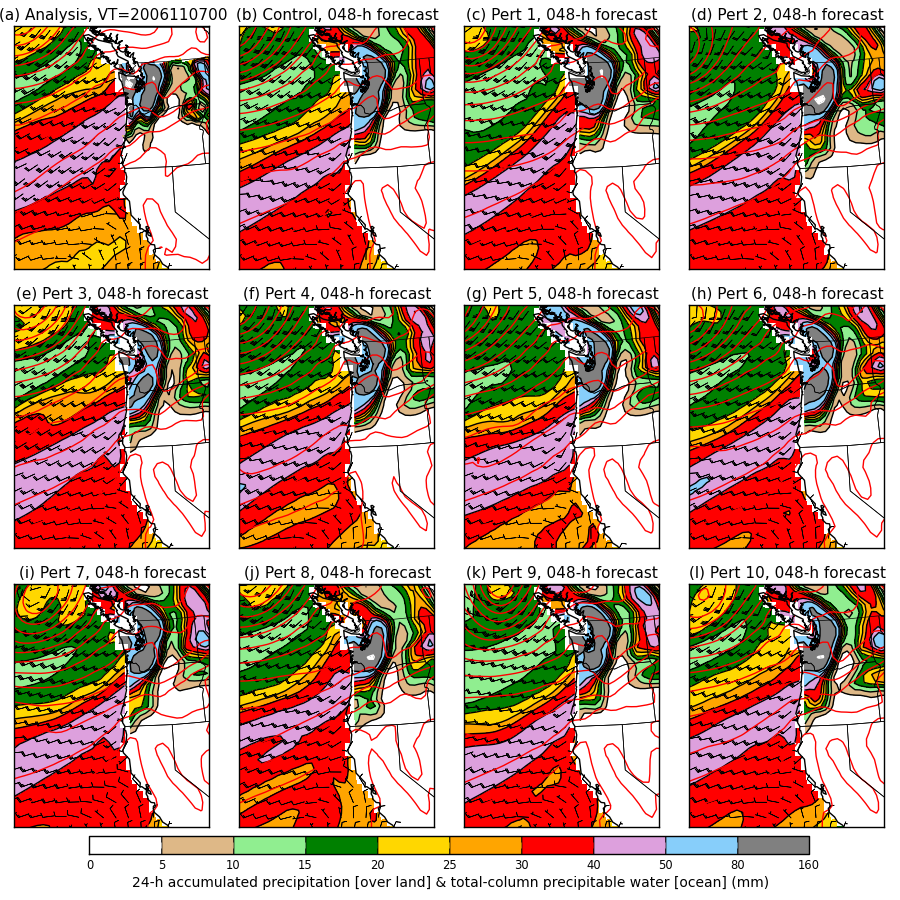 (a) Analysis, VT=2006110700
(b) Control, 048-h forecast
(c) Pert 1, 048-h forecast
(d) Pert 2, 048-h forecast
(e) Pert 3, 048-h forecast
(f) Pert 4, 048-h forecast
(g) Pert 5, 048-h forecast
(h) Pert 6, 048-h forecast
(i) Pert 7, 048-h forecast
(j) Pert 8, 048-h forecast
(k) Pert 9, 048-h forecast
(l) Pert 10, 048-h forecast
0 5 10 15 20 25 30 40 50 80 160
24-h accumulated precipitation [over land] & total-column precipitable water [ocean] (mm)